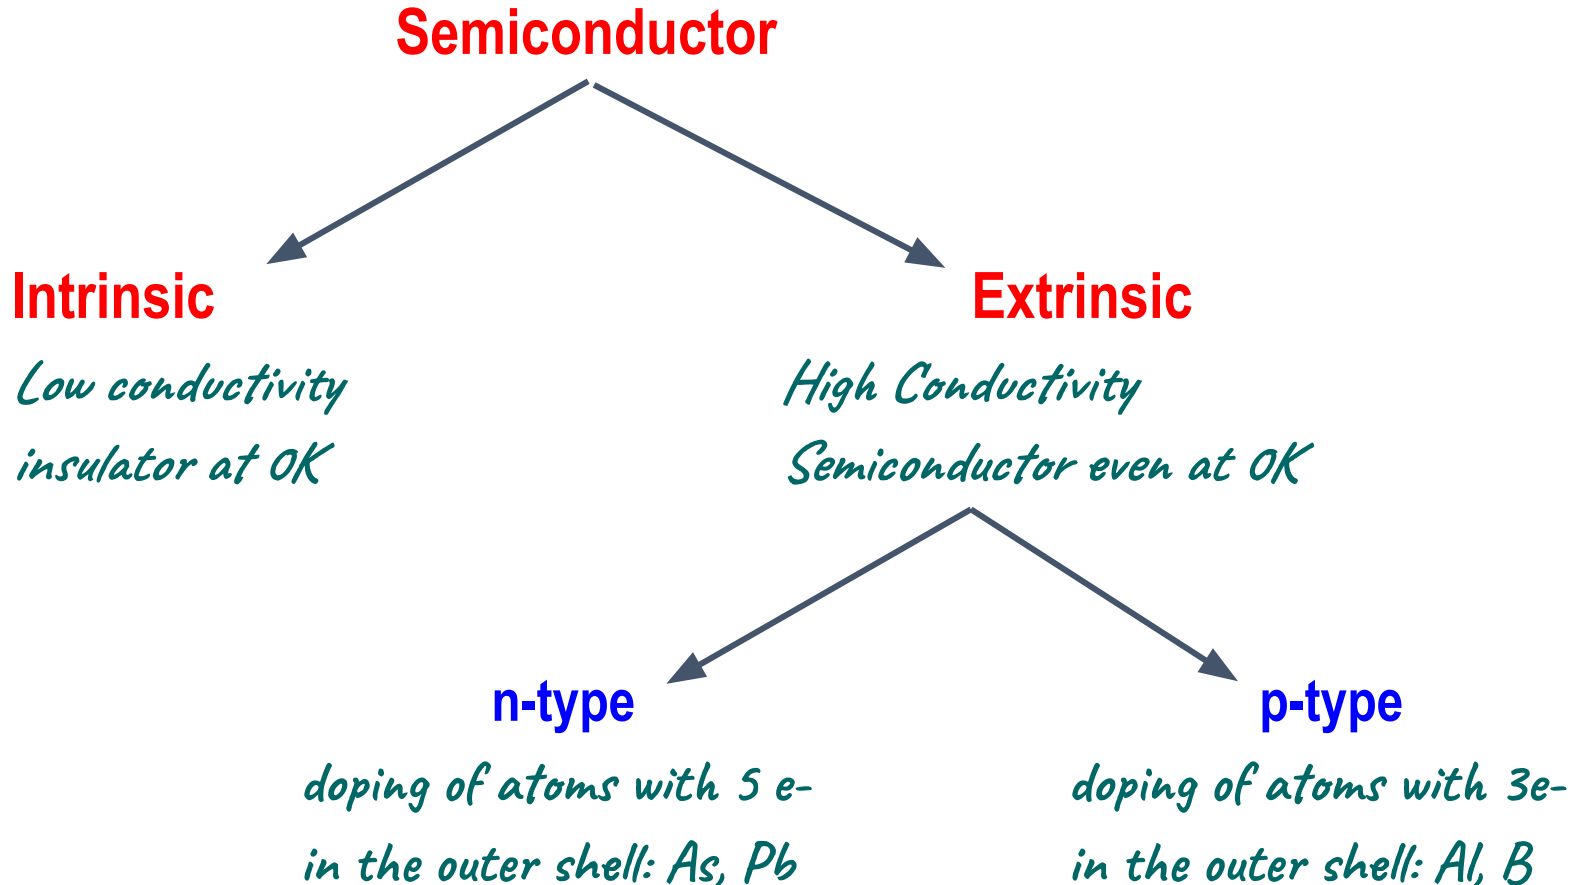 Semiconductor
Intrinsic
Low conductivity
insulator at 0K
Extrinsic
High Conductivity
Semiconductor even at 0K
n-type
doping of atoms with 5 e-
in the outer shell: As, Pb
p-type
doping of atoms with 3e-
in the outer shell: Al, B